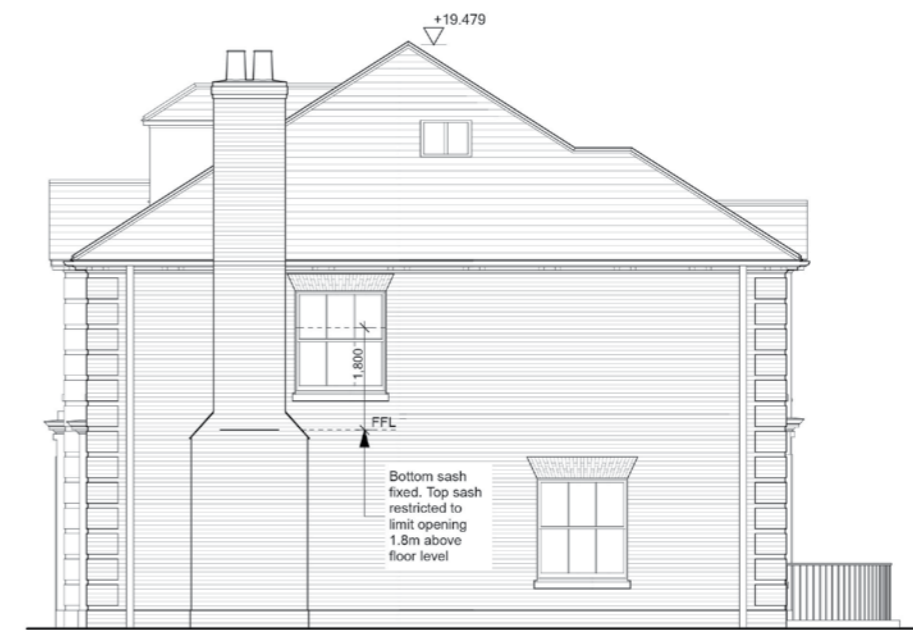 +19.479
1.800
FFL
Bottom sash
fixed. Top sash
restricted to
limit opening
1.8m above
floor level